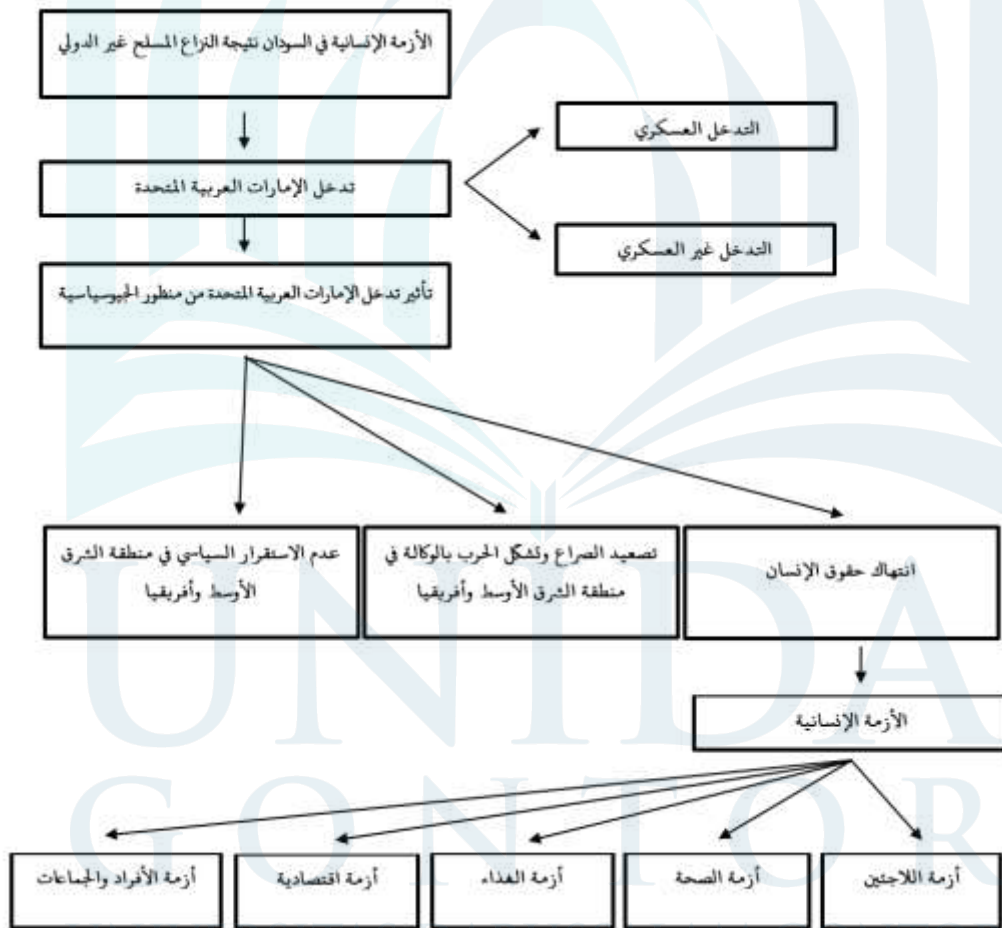 الأزمة الإنسانية في السودان نتيجة النزاع المسلح غير الدولي
التدخل العسكري
تدخل الإمارات العربية المتحدة
التدخل غير العسكري
تأثير تدخل الإمارات العربية المتحدة من منظور الجيوسياسية
انتهاك حقوق الإنسان
تصعيد الصراع وتشكل الحرب بالوكالة في
منطقة الشرق الأوسط وأفريقيا
عدم الاستقرار السياسي في منطقة الشرق
الأوسط وأفريقيا
الأزمة الإنسانية
أزمة اللاجئين
أزمة الصحة
أزمة الغذاء
أزمة اقتصادية
أزمة الأفراد والجماعات
UNIDA
GONTOR